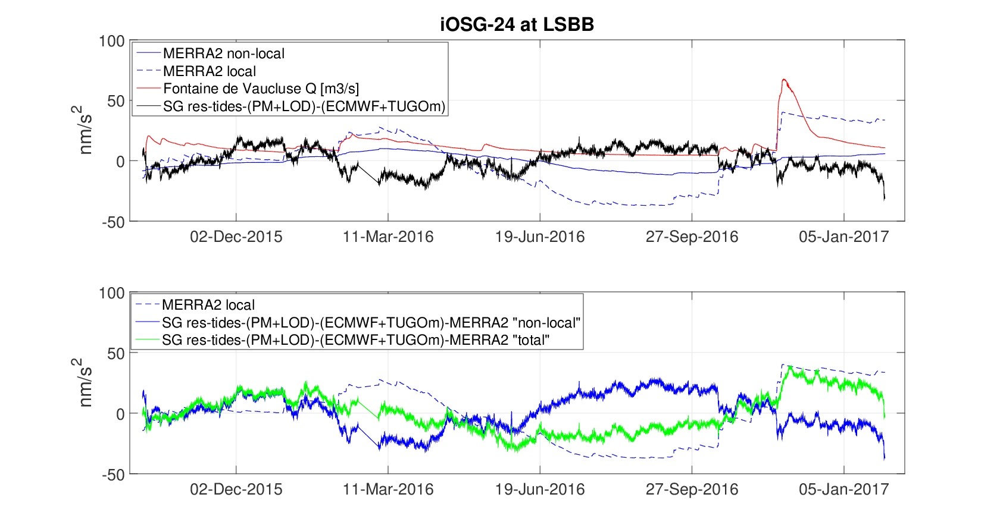 iOSG-24 at LSBB
100
50
0
-50
nm/s2
MERRA2 non-local
MERRA2 local
Fontaine de Vaucluse Q [m3/s]
SG res-tides-(PM+LOD)-(ECMWF+TUGOm)
02-Dec-2015 11-Mar-2016 19-Jun-2016 27-Sep-2016 05-Jan-2017
100
50
0
-50
nm/s2
MERRA2 local
SG res-tides-(PM+LOD)-(ECMWF+TUGOm)-MERRA2 "non-local"
SG res-tides-(PM+LOD)-(ECMWF+TUGOm)-MERRA2 "total"
02-Dec-2015 11-Mar-2016 19-Jun-2016 27-Sep-2016 05-Jan-2017